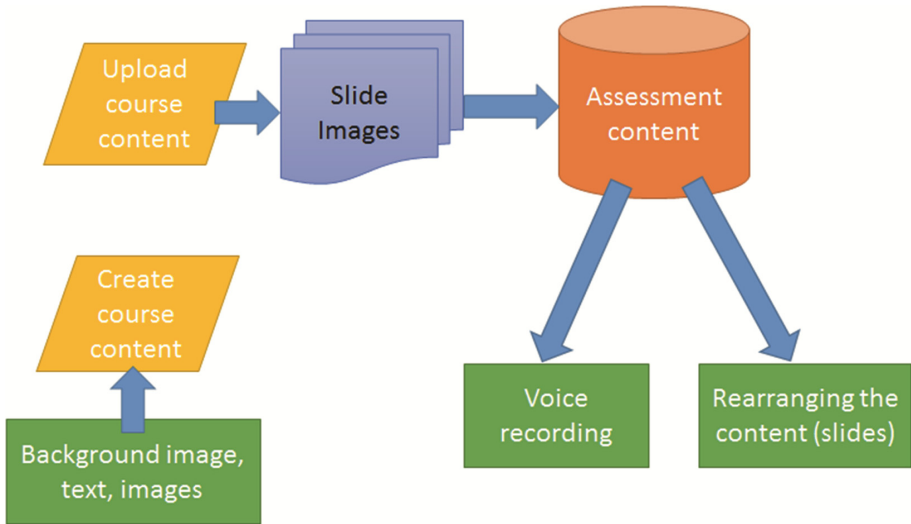 Upload
course
content
Slide
Images
Assessment
content
Create
course
content
Background image,
text, images
Voice
recording
Rearranging the
content (slides)